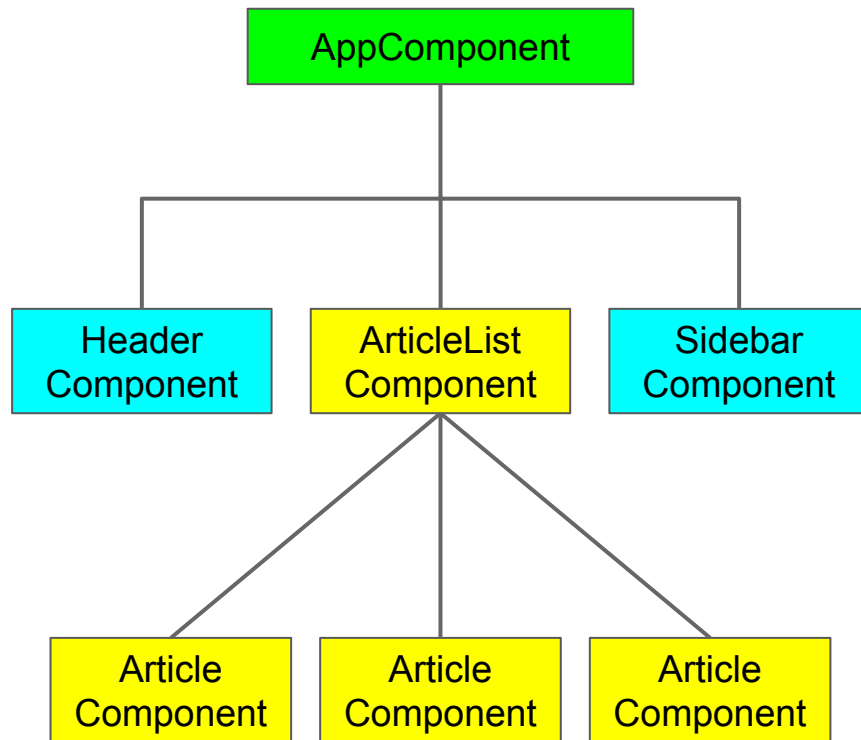 AppComponent
Header
Component
ArticleList
Component
Sidebar
Component
Article
Component
Article
Component
Article
Component